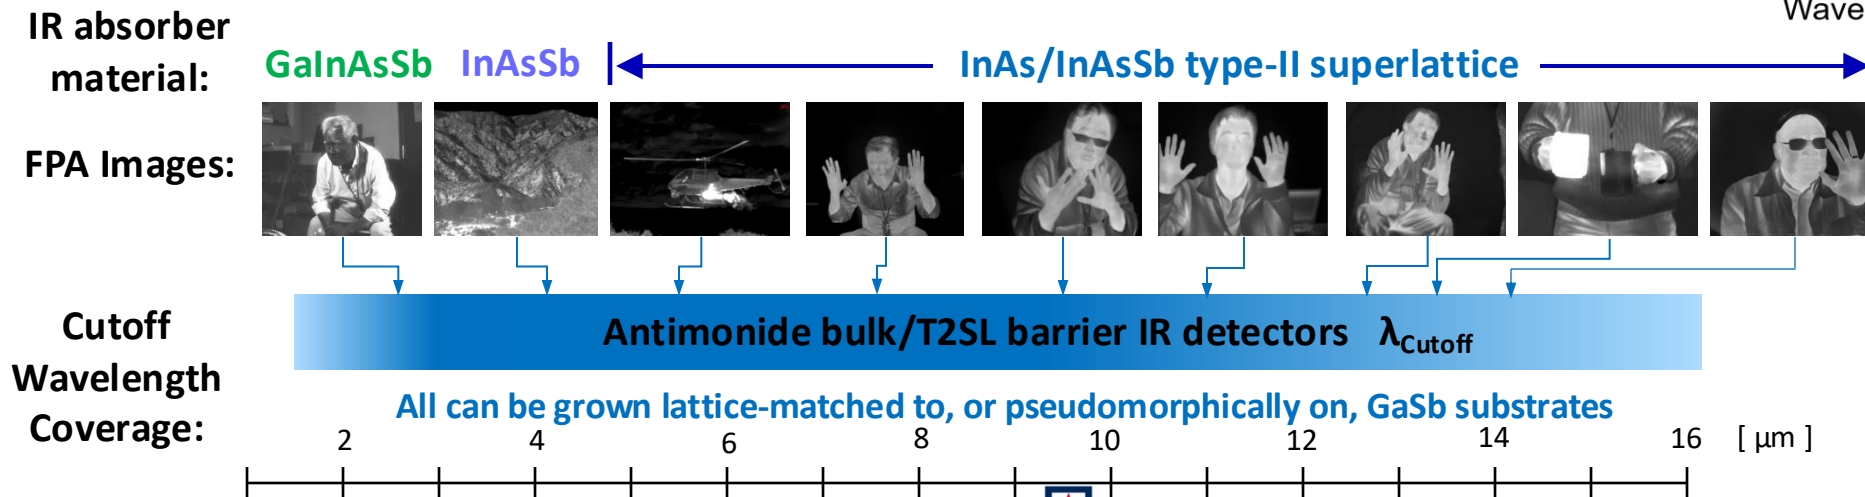 Wave
IR absorber
material:
GaInAsSb InAsSb InAs/InAsSb type-II superlattice
FPA Images:
Cutoff
Wavelength
Coverage:
Antimonide bulk/T2SL barrier IR detectors λCutoff
All can be grown lattice-matched to, or pseudomorphically on, GaSb substrates
2 4 6 8 10 12 14 16 [ µm ]